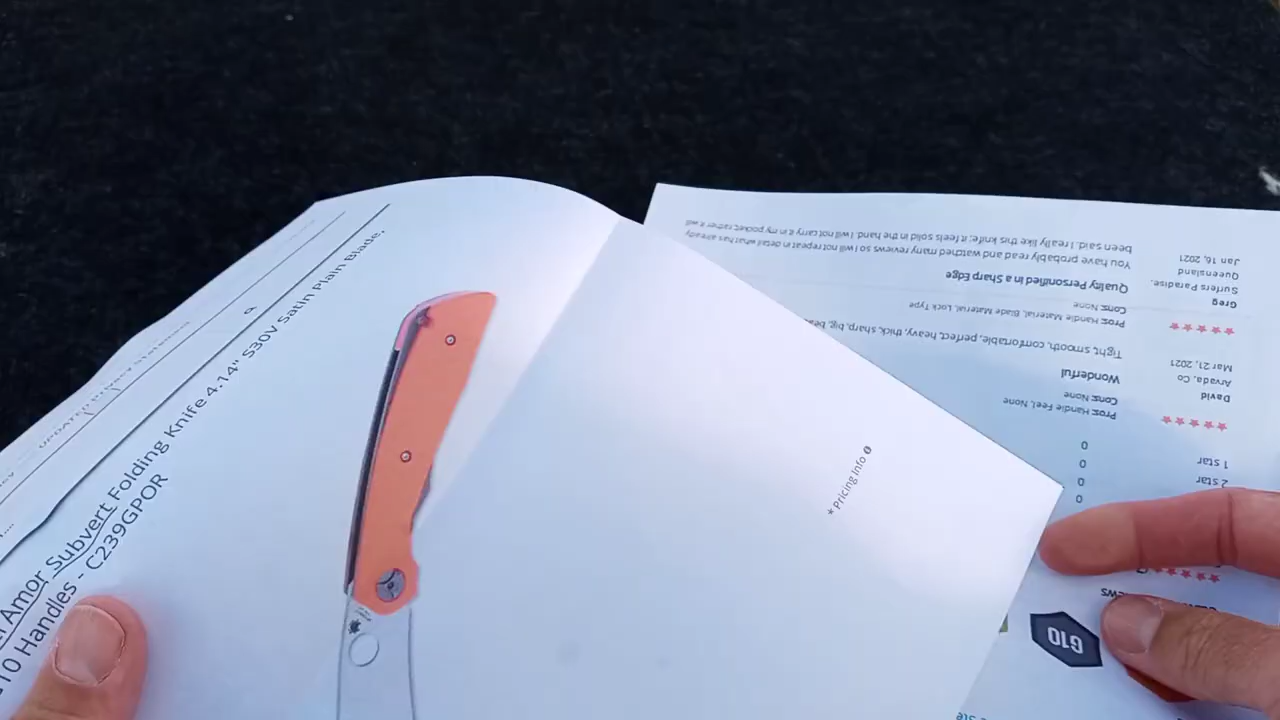 UPDATED Privacy Statement
Amor Subvert Folding Knife 4.14" S30V Satin Plain Blade,
G10 Handles - C239GPOR
* Pricing Info
G10
0
0
0
0
2 star
1 star
David
Arvada, Co.
Mar 21, 2021
Pros: Handle Feel, None
Cons: None
Wonderful
Tight, smooth, comfortable, perfect, heavy, thick, sharp, big,
Greg
Surfers Paradise.
Queensland
Jan 16, 2021
Pros: Handle Material, Blade Material, Lock Type
Cons: None
Quality Personified in a Sharp Edge
You have probably read and watched many reviews so I will not repeat in detail what has already
been said. I really like this knife; it feels solid in the hand. I will not carry it in my pocket; rather it will